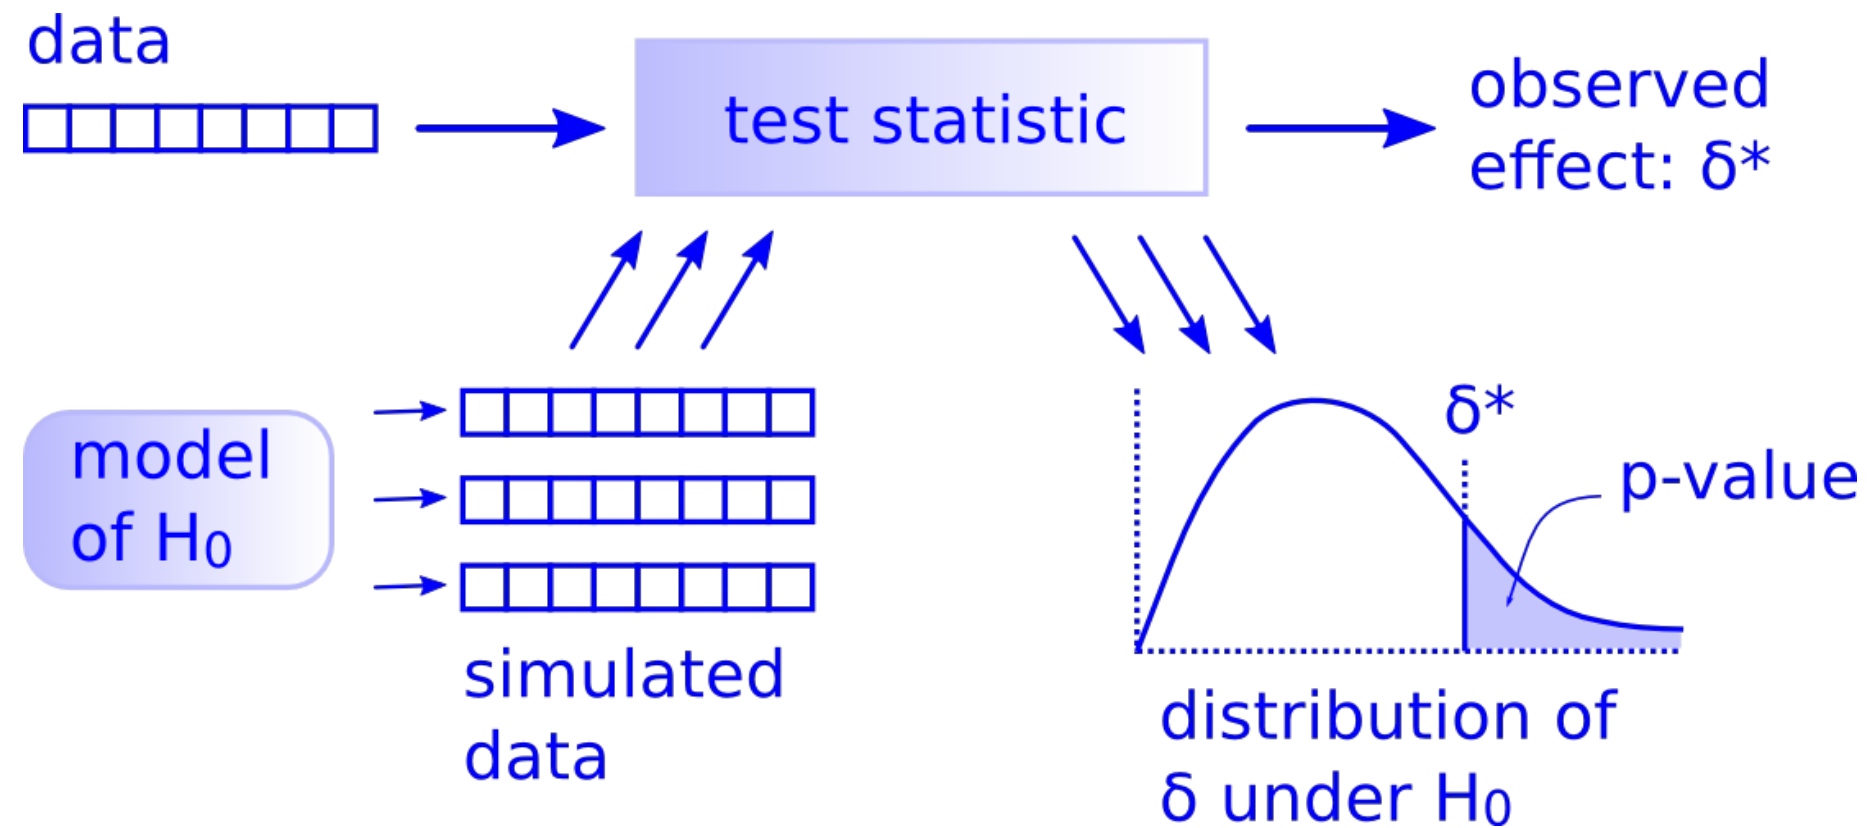 data
test statistic
observed
effect: δ*
model
of H₀
simulated
data
δ*
p-value
distribution of
δ under H₀